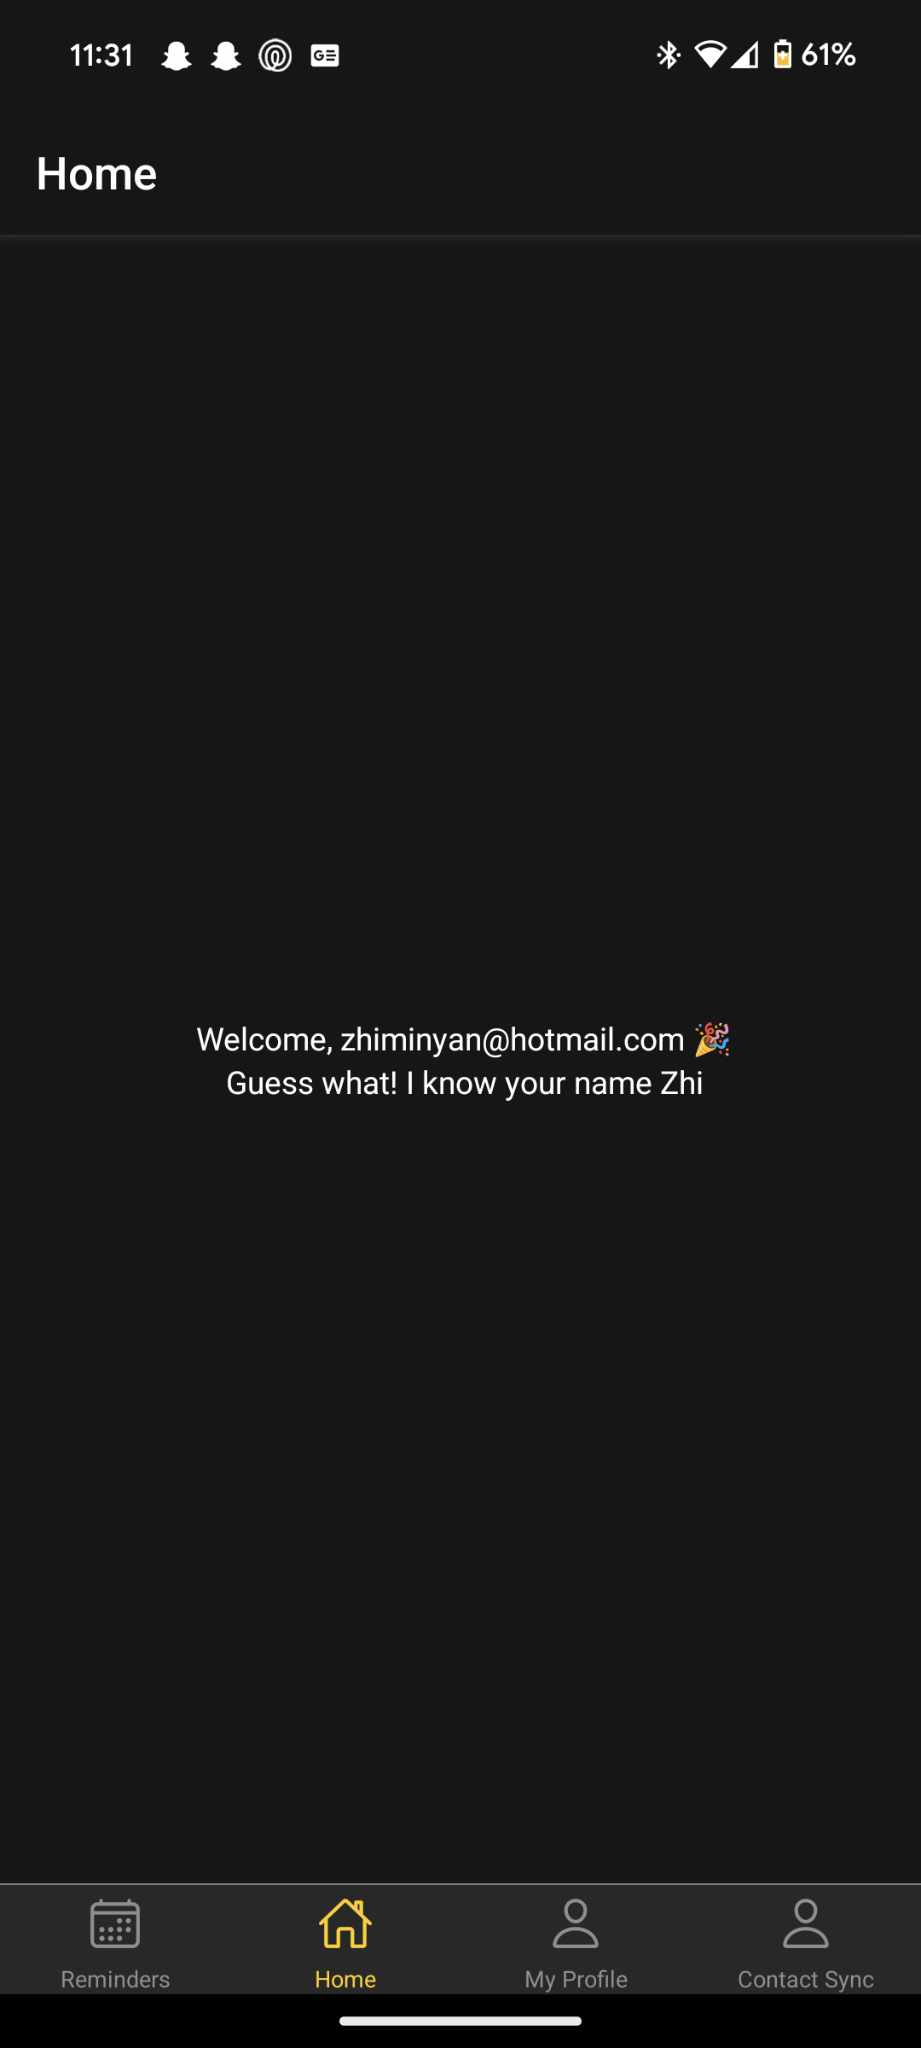 11:31 61%
Home
Welcome, zhiminyan@hotmail.com 🎉
Guess what! I know your name Zhi
Reminders Home My Profile Contact Sync